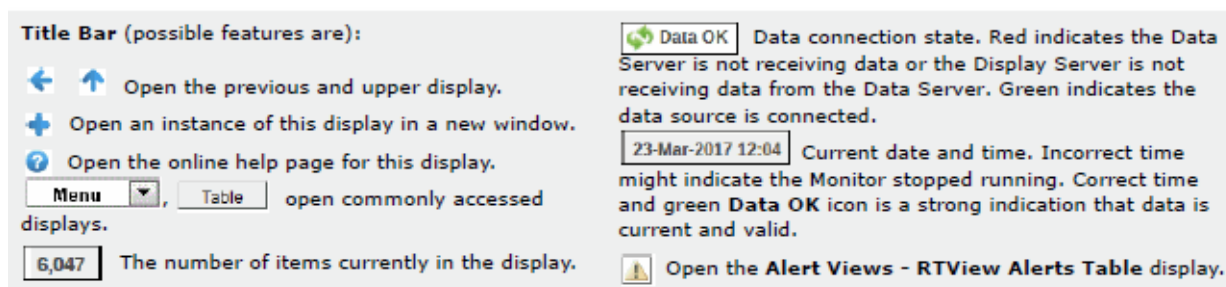 Title Bar (possible features are):
Open the previous and upper display.
Open an instance of this display in a new window.
? Open the online help page for this display.
Menu , Table open commonly accessed
displays.
6,047 The number of items currently in the display.
Data OK Data connection state. Red indicates the Data
Server is not receiving data or the Display Server is not
receiving data from the Data Server. Green indicates the
data source is connected.
23-Mar-2017 12:04 Current date and time. Incorrect time
might indicate the Monitor stopped running. Correct time
and green Data OK icon is a strong indication that data is
current and valid.
Open the Alert Views - RTView Alerts Table display.